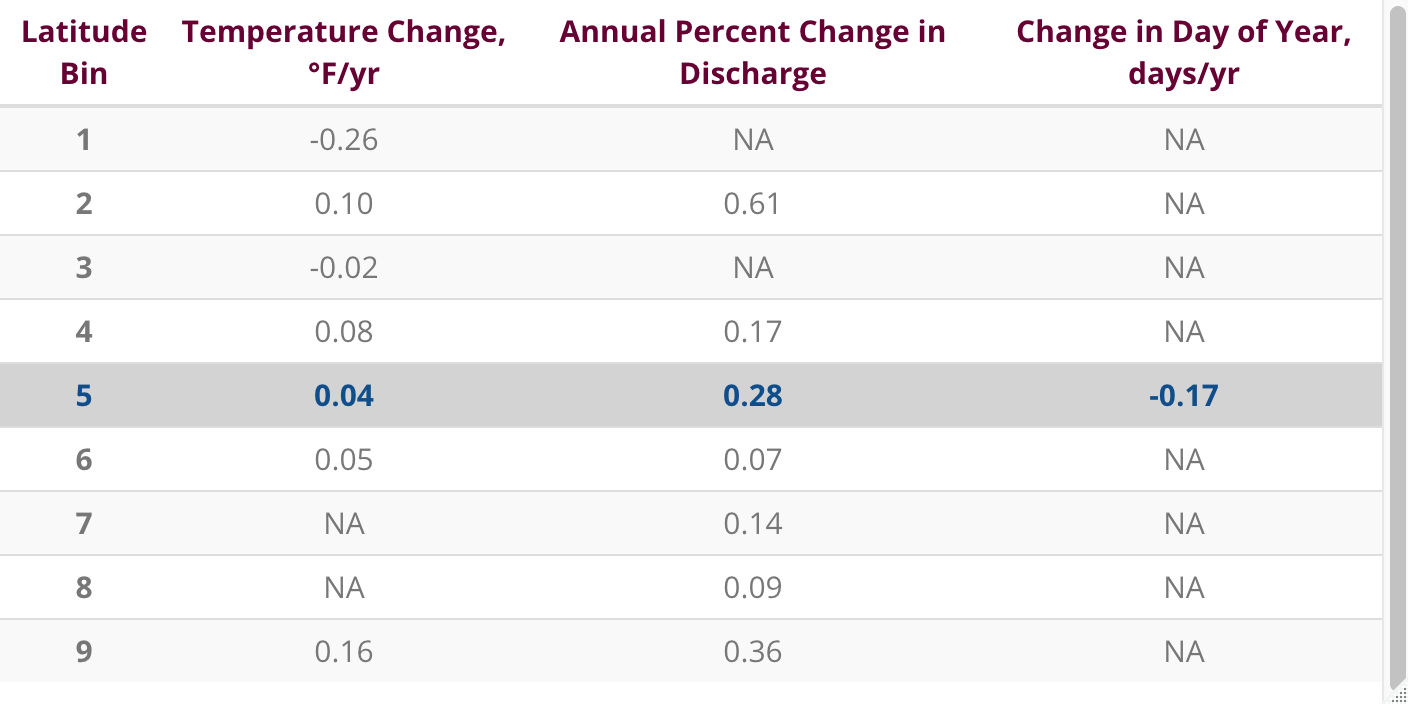 Latitude Bin Temperature Change, °F/yr Annual Percent Change in Discharge Change in Day of Year, days/yr
1 -0.26 NA NA
2 0.10 0.61 NA
3 -0.02 NA NA
4 0.08 0.17 NA
5 0.04 0.28 -0.17
6 0.05 0.07 NA
7 NA 0.14 NA
8 NA 0.09 NA
9 0.16 0.36 NA